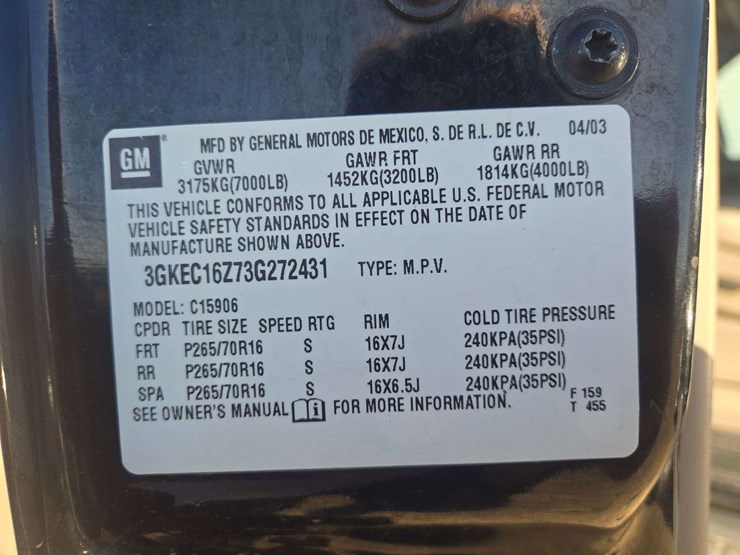 GM
MFD BY GENERAL MOTORS DE MEXICO, S. DE R.L. DE C.V. 04/03
GVWR GAWR FRT GAWR RR
3175KG(7000LB) 1452KG(3200LB) 1814KG(4000LB)
THIS VEHICLE CONFORMS TO ALL APPLICABLE U.S. FEDERAL MOTOR
VEHICLE SAFETY STANDARDS IN EFFECT ON THE DATE OF
MANUFACTURE SHOWN ABOVE.
3GKEC16Z73G272431 TYPE: M.P.V.
MODEL: C15906
CPDR TIRE SIZE SPEED RTG RIM COLD TIRE PRESSURE
FRT P265/70R16 S 16X7J 240KPA(35PSI)
RR P265/70R16 S 16X7J 240KPA(35PSI)
SPA P265/70R16 S 16X6.5J 240KPA(35PSI)
SEE OWNER'S MANUAL i FOR MORE INFORMATION.
F 159
T 455